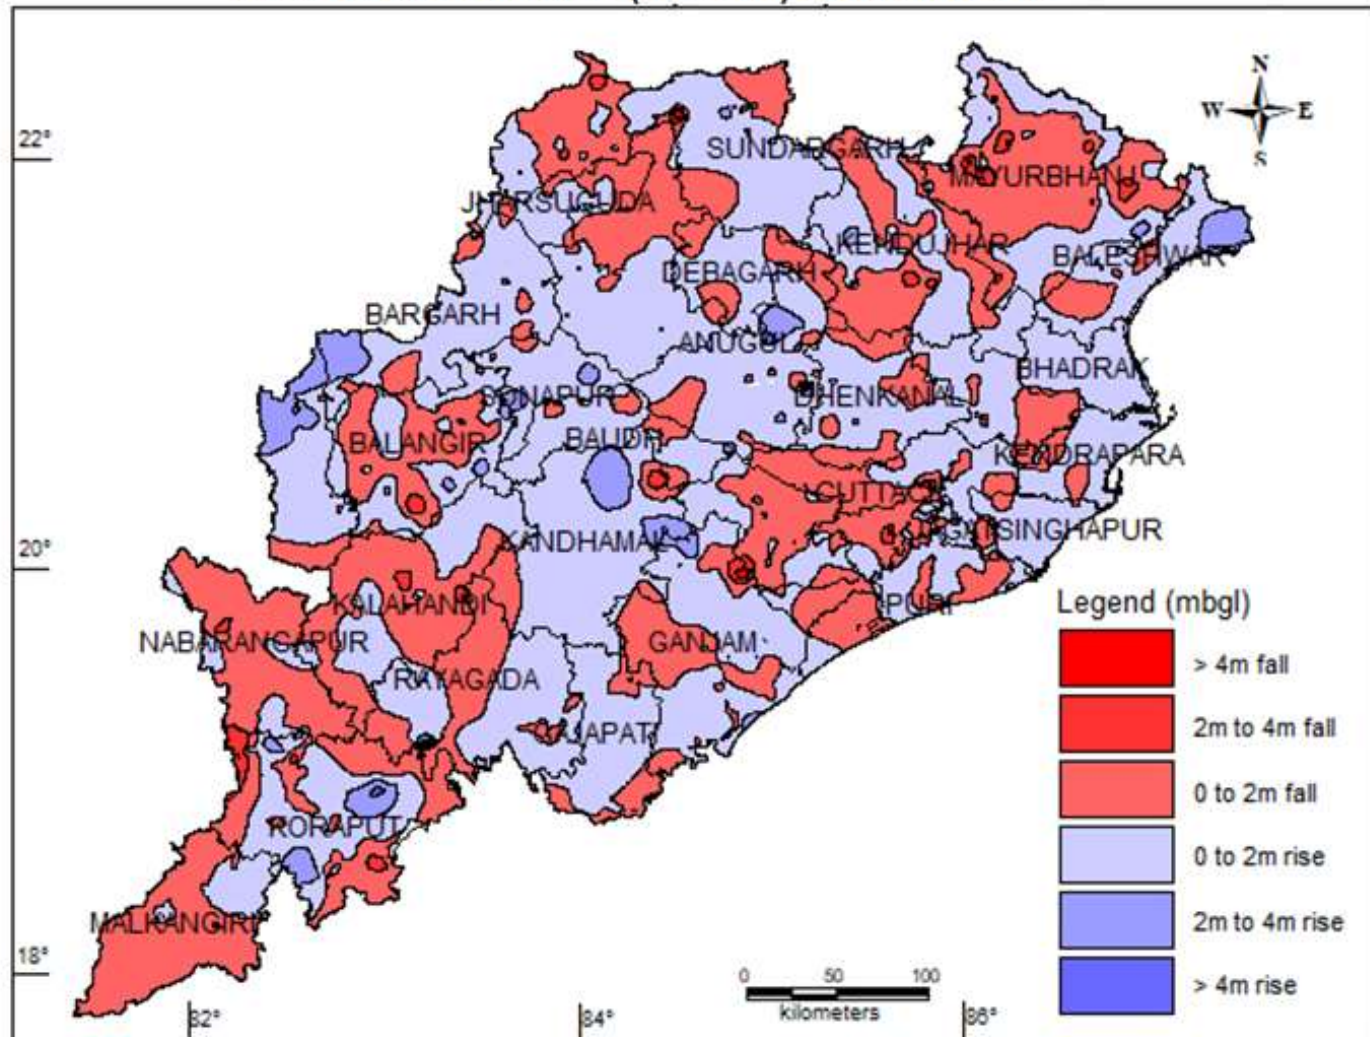 N
W E
S
22°
SUNDARGARH
MAYURBHANJ
JHARSUGUDA
KENDUJHAR
BALESHWAR
DEBAGARH
BARGARH
ANUGUL
BHADRAK
SONAPUR
DHENKANAL
BALANGIR
BAUDH
KENDRAPARA
CUTTACK
JAGATSINGHAPUR
KANDHAMAL
20°
KALAHANDI
PURI
Legend (mbgl)
NABARANGAPUR
GANJAM
> 4m fall
RAYAGADA
2m to 4m fall
GAJAPATI
0 to 2m fall
KORAPUT
0 to 2m rise
MALKANGIRI
2m to 4m rise
18°
0 50 100
kilometers
> 4m rise
82° 84° 86°